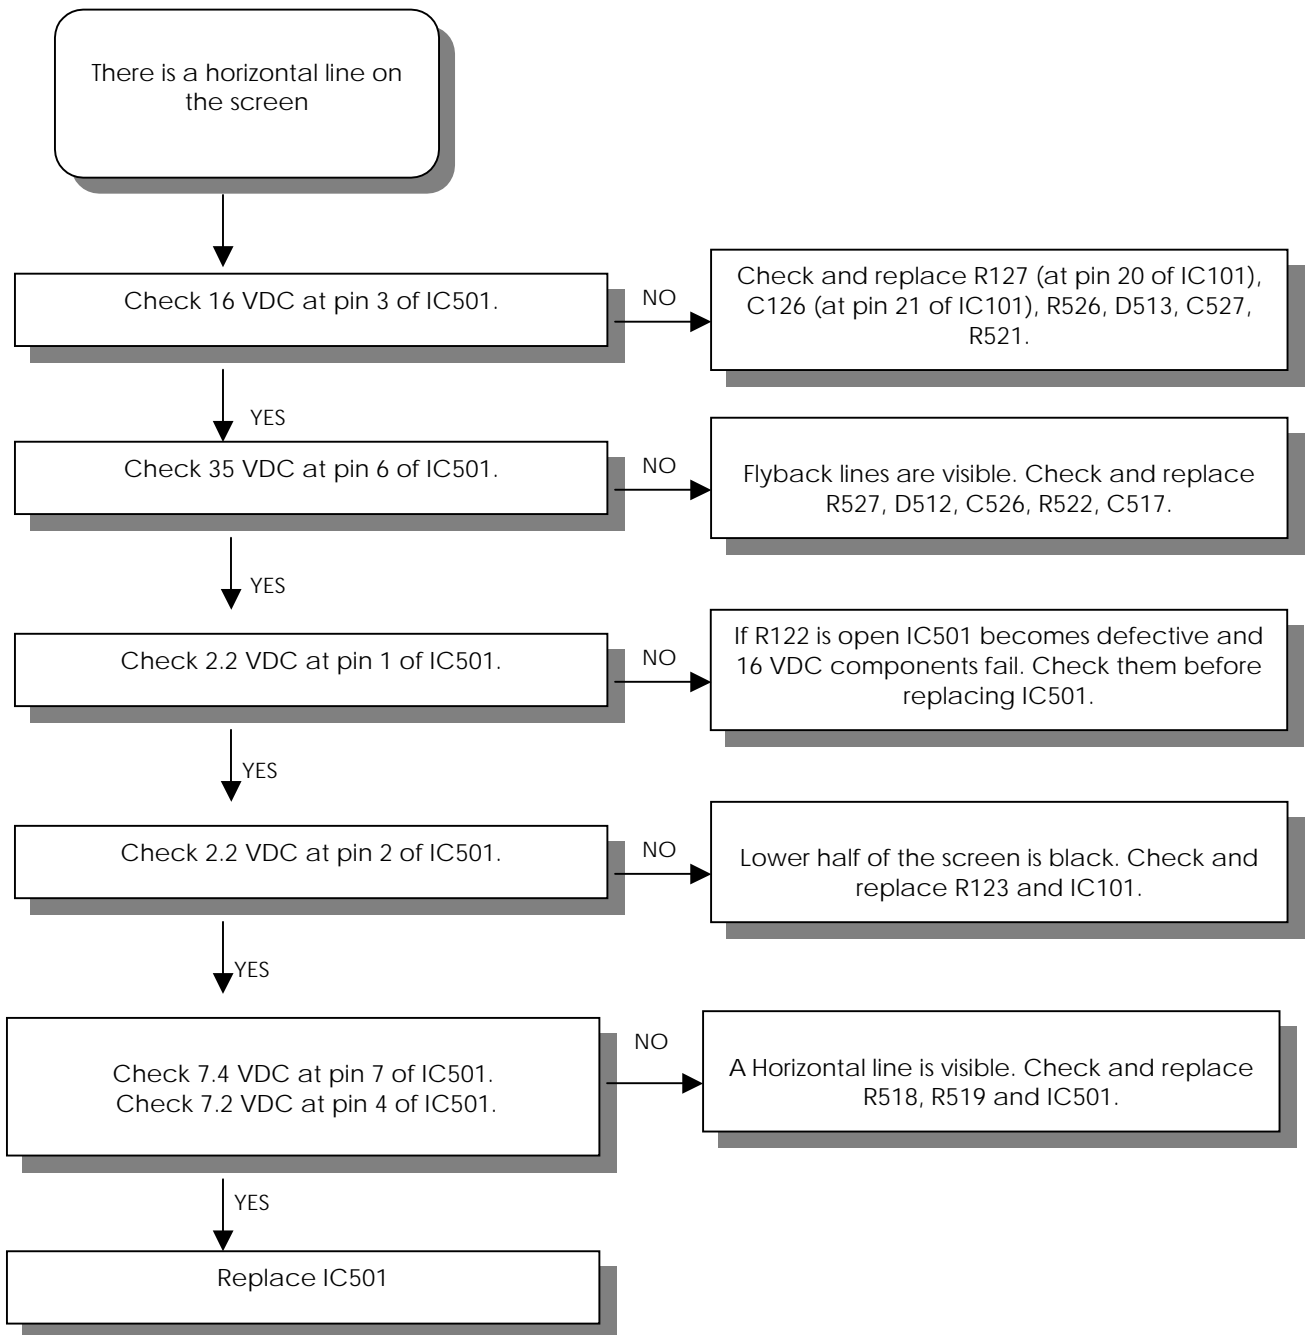 There is a horizontal line on
the screen
Check 16 VDC at pin 3 of IC501.
NO
Check and replace R127 (at pin 20 of IC101),
C126 (at pin 21 of IC101), R526, D513, C527,
R521.
YES
Check 35 VDC at pin 6 of IC501.
NO
Flyback lines are visible. Check and replace
R527, D512, C526, R522, C517.
YES
Check 2.2 VDC at pin 1 of IC501.
NO
If R122 is open IC501 becomes defective and
16 VDC components fail. Check them before
replacing IC501.
YES
Check 2.2 VDC at pin 2 of IC501.
NO
Lower half of the screen is black. Check and
replace R123 and IC101.
YES
Check 7.4 VDC at pin 7 of IC501.
Check 7.2 VDC at pin 4 of IC501.
NO
A Horizontal line is visible. Check and replace
R518, R519 and IC501.
YES
Replace IC501